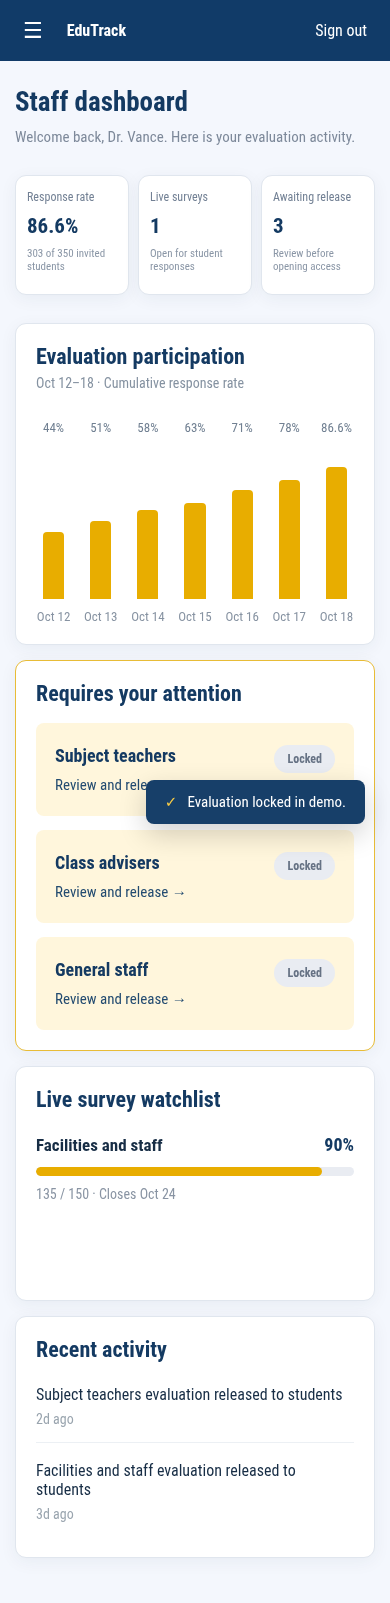 ☰ EduTrack Sign out
Staff dashboard
Welcome back, Dr. Vance. Here is your evaluation activity.
Response rate
86.6%
303 of 350 invited
students
Live surveys
1
Open for student
responses
Awaiting release
3
Review before
opening access
Evaluation participation
Oct 12–18 · Cumulative response rate
44% 51% 58% 63% 71% 78% 86.6%
Oct 12 Oct 13 Oct 14 Oct 15 Oct 16 Oct 17 Oct 18
Requires your attention
Subject teachers Locked
Review and
✓ Evaluation locked in demo.
Class advisers Locked
Review and release →
General staff Locked
Review and release →
Live survey watchlist
Facilities and staff 90%
135 / 150 · Closes Oct 24
Recent activity
Subject teachers evaluation released to students
2d ago
Facilities and staff evaluation released to
students
3d ago